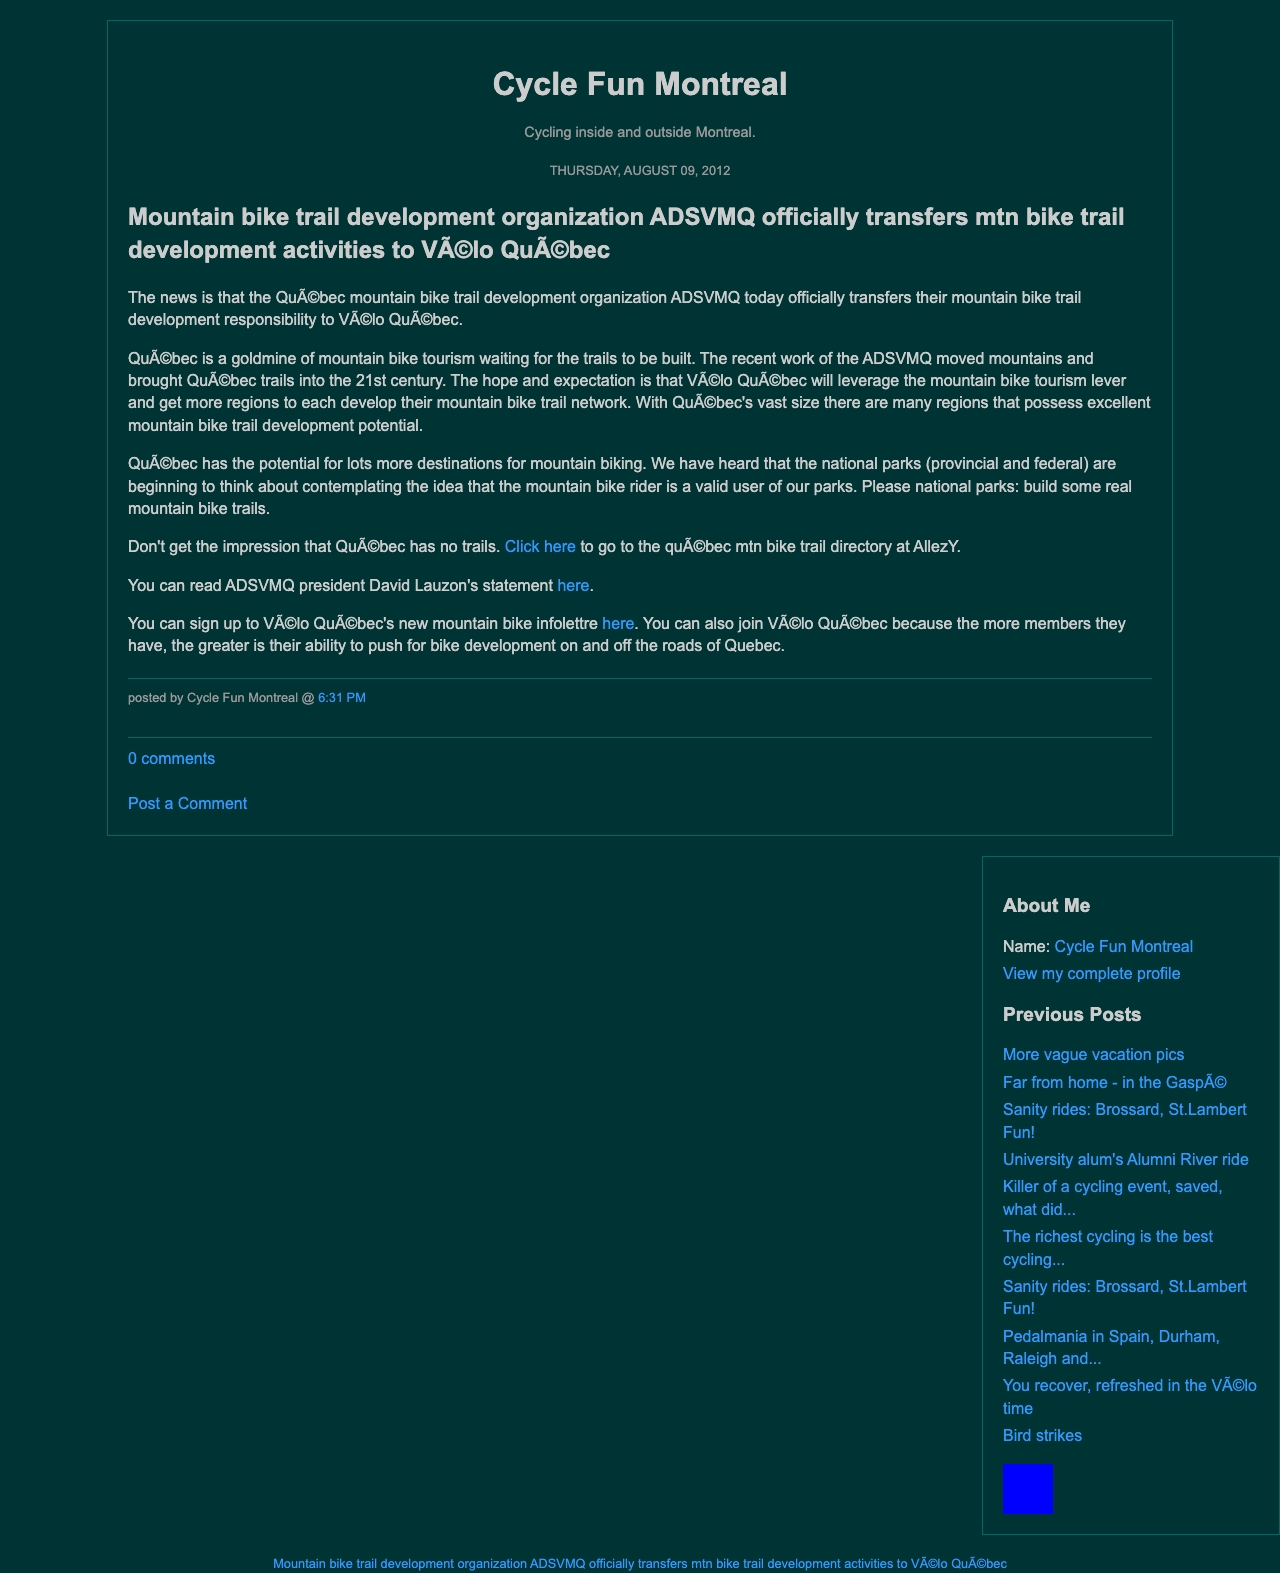 Cycle Fun Montreal
Cycling inside and outside Montreal.
THURSDAY, AUGUST 09, 2012
Mountain bike trail development organization ADSVMQ officially transfers mtn bike trail
development activities to VÃ©lo QuÃ©bec
The news is that the QuÃ©bec mountain bike trail development organization ADSVMQ today officially transfers their mountain bike trail
development responsibility to VÃ©lo QuÃ©bec.
QuÃ©bec is a goldmine of mountain bike tourism waiting for the trails to be built. The recent work of the ADSVMQ moved mountains and
brought QuÃ©bec trails into the 21st century. The hope and expectation is that VÃ©lo QuÃ©bec will leverage the mountain bike tourism lever
and get more regions to each develop their mountain bike trail network. With QuÃ©bec's vast size there are many regions that possess excellent
mountain bike trail development potential.
QuÃ©bec has the potential for lots more destinations for mountain biking. We have heard that the national parks (provincial and federal) are
beginning to think about contemplating the idea that the mountain bike rider is a valid user of our parks. Please national parks: build some real
mountain bike trails.
Don't get the impression that QuÃ©bec has no trails. Click here to go to the quÃ©bec mtn bike trail directory at AllezY.
You can read ADSVMQ president David Lauzon's statement here.
You can sign up to VÃ©lo QuÃ©bec's new mountain bike infolettre here. You can also join VÃ©lo QuÃ©bec because the more members they
have, the greater is their ability to push for bike development on and off the roads of Quebec.
posted by Cycle Fun Montreal @ 6:31 PM
0 comments
Post a Comment
About Me
Name: Cycle Fun Montreal
View my complete profile
Previous Posts
More vague vacation pics
Far from home - in the GaspÃ©
Sanity rides: Brossard, St.Lambert
Fun!
University alum's Alumni River ride
Killer of a cycling event, saved,
what did...
The richest cycling is the best
cycling...
Sanity rides: Brossard, St.Lambert
Fun!
Pedalmania in Spain, Durham,
Raleigh and...
You recover, refreshed in the VÃ©lo
time
Bird strikes
Mountain bike trail development organization ADSVMQ officially transfers mtn bike trail development activities to VÃ©lo QuÃ©bec